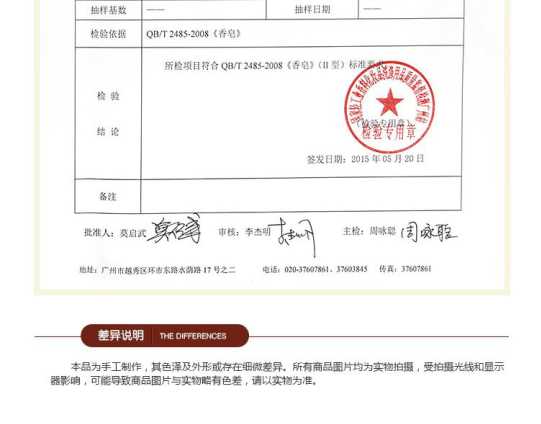 抽样基数 —— 抽样日期 ——
检验依据 QB/T 2485-2008《香皂》
所检项目符合 QB/T 2485-2008《香皂》(II 型) 标准要求
检 验
结 论
(检验专用章)
检验专用章
签发日期：2015 年 05 月 20 日
备注
批准人：莫启武 审核：李杰明 主检：周咏聪 周咏聪
地址：广州市越秀区环市东路水荫路 17 号之二 电话：020-37607861、37603845 传真：37607861
差异说明 THE DIFFERENCES
本品为手工制作，其色泽及外形或存在细微差异。所有商品图片均为实物拍摄，受拍摄光线和显示
器影响，可能导致商品图片与实物略有色差，请以实物为准。